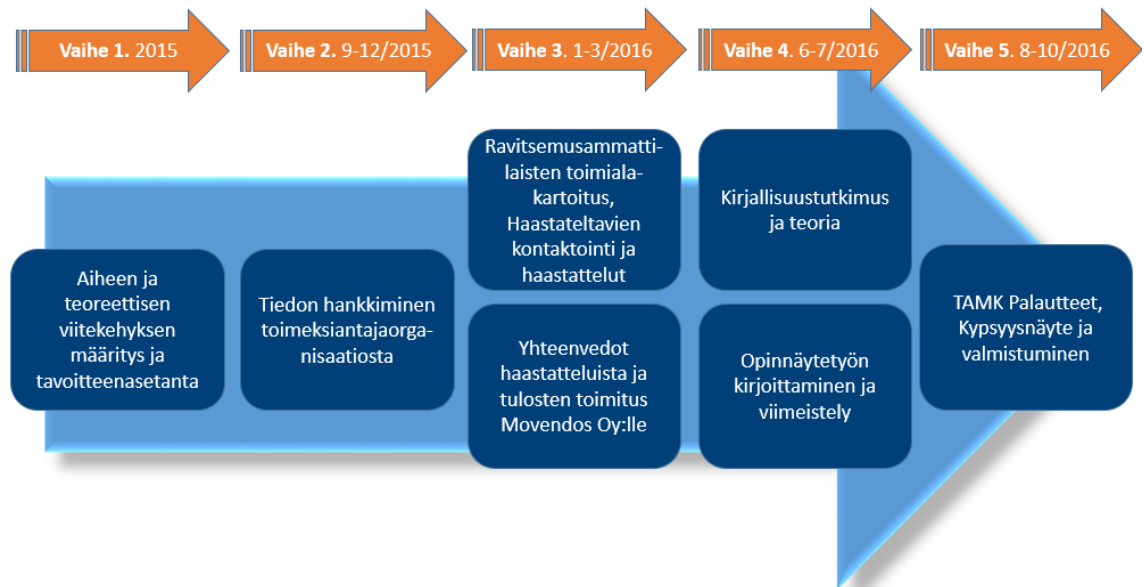 Vaihe 1. 2015
Vaihe 2. 9-12/2015
Vaihe 3. 1-3/2016
Vaihe 4. 6-7/2016
Vaihe 5. 8-10/2016
Aiheen ja
teoreettisen
viitekehyksen
määritys ja
tavoitteenasetanta
Tiedon hankkiminen
toimeksiantajaorga-
nisaatiosta
Ravitsemusammatti-
laisten toimiala-
kartoitus,
Haastateltavien
kontaktointi ja
haastattelut
Yhteenvedot
haastatteluista ja
tulosten toimitus
Movendos Oy:lle
Kirjallisuustutkimus
ja teoria
Opinnäytetyön
kirjoittaminen ja
viimeistely
TAMK Palautteet,
Kypsyysnäyte ja
valmistuminen